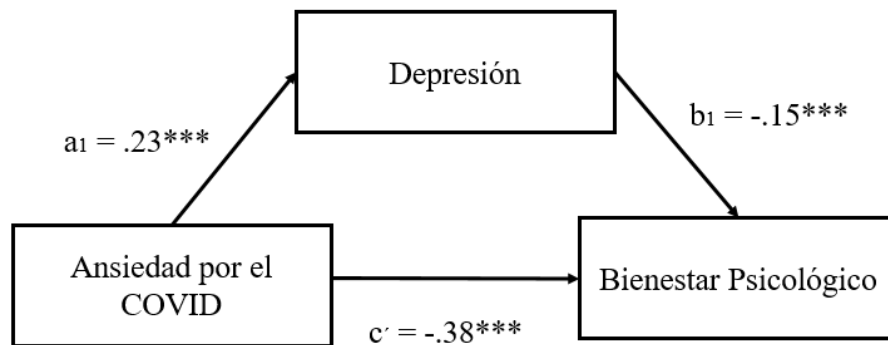 Depresión
a1 = .23***
b1 = -.15***
Ansiedad por el
COVID
Bienestar Psicológico
c´ = -.38***